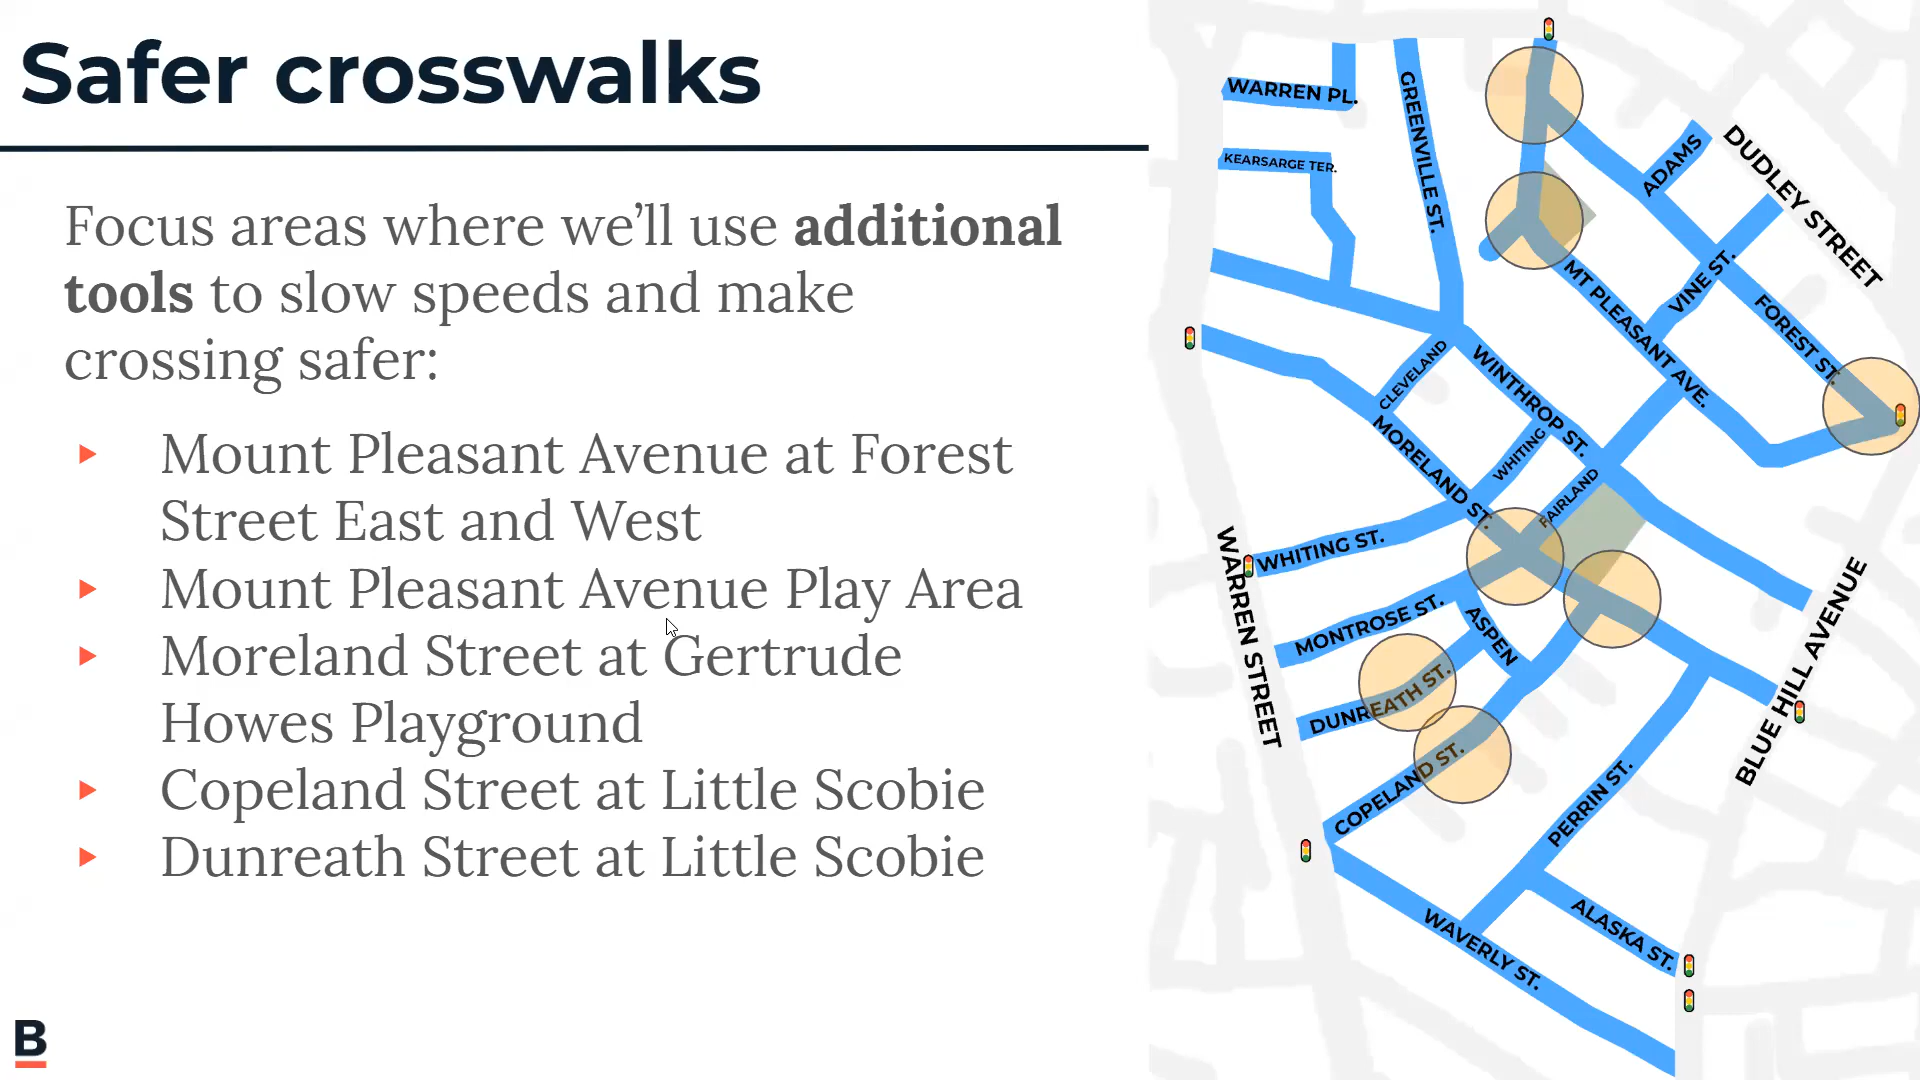 Safer crosswalks
Focus areas where we’ll use additional
tools to slow speeds and make
crossing safer:
Mount Pleasant Avenue at Forest
Street East and West
Mount Pleasant Avenue Play Area
Moreland Street at Gertrude
Howes Playground
Copeland Street at Little Scobie
Dunreath Street at Little Scobie
B
WARREN PL.
GREENVILLE ST.
KEARSARGE TER.
ADAMS
DUDLEY STREET
VINE ST.
MT PLEASANT AVE.
FOREST ST.
CLEVELAND
WINTHROP ST.
MORELAND ST.
WHITING
FAIRLAND
WHITING ST.
WARREN STREET
MONTROSE ST.
ASPEN
DUNREATH ST.
COPELAND ST.
BLUE HILL AVENUE
PERRIN ST.
ALASKA ST.
WAVERLY ST.